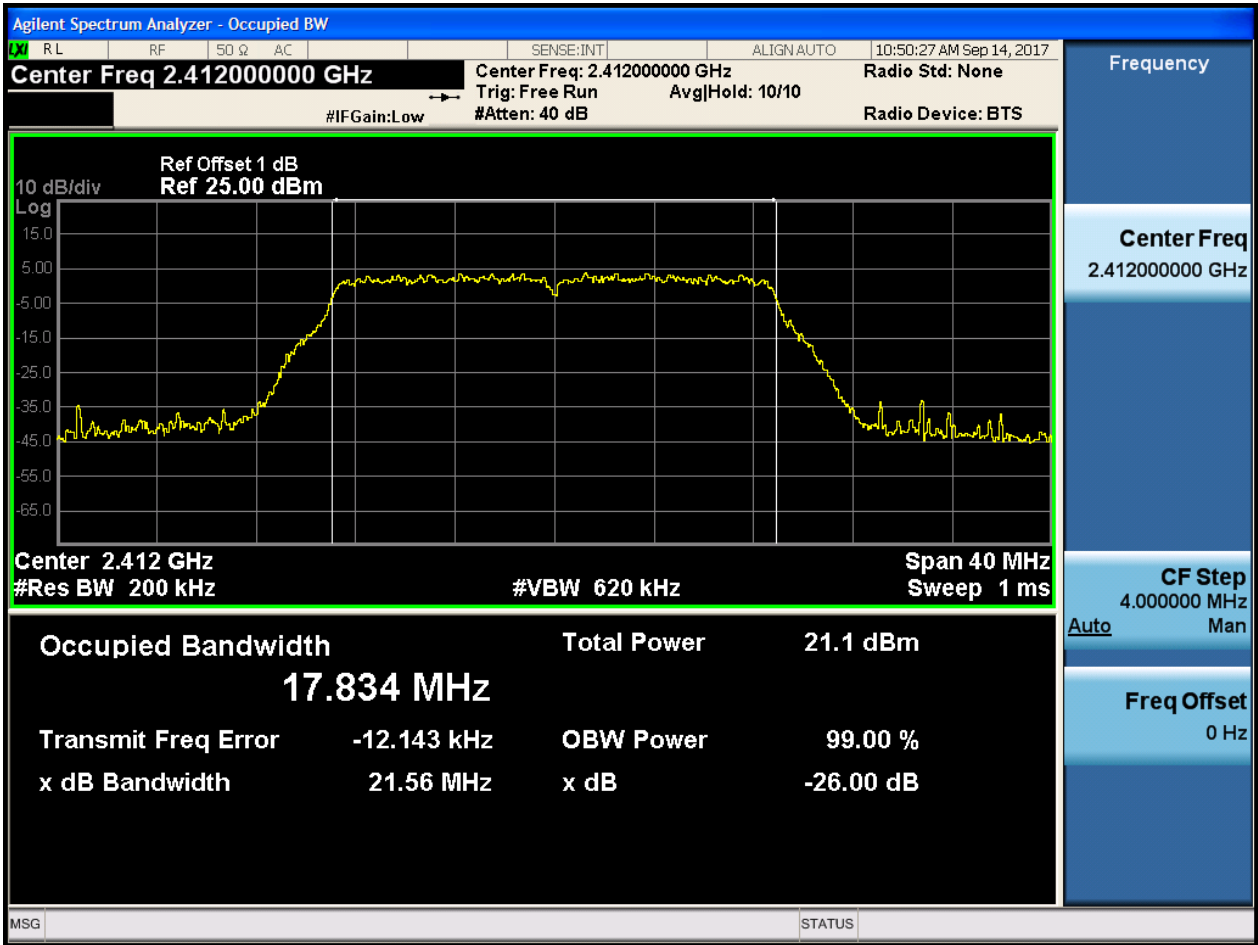 Agilent Spectrum Analyzer - Occupied BW
LXI RL RF 50 Ω AC SENSE:INT ALIGN AUTO 10:50:27 AM Sep 14, 2017
Center Freq 2.412000000 GHz
#IFGain:Low
Center Freq: 2.412000000 GHz
Trig: Free Run Avg|Hold: 10/10
#Atten: 40 dB
Radio Std: None
Radio Device: BTS
Ref Offset 1 dB
10 dB/div Ref 25.00 dBm
Log
15.0
5.00
-5.00
-15.0
-25.0
-35.0
-45.0
-55.0
-65.0
Center 2.412 GHz Span 40 MHz
#Res BW 200 kHz #VBW 620 kHz Sweep 1 ms
Occupied Bandwidth Total Power 21.1 dBm
17.834 MHz
Transmit Freq Error -12.143 kHz OBW Power 99.00 %
x dB Bandwidth 21.56 MHz x dB -26.00 dB
Frequency
Center Freq
2.412000000 GHz
CF Step
4.000000 MHz
Auto Man
Freq Offset
0 Hz
MSG STATUS